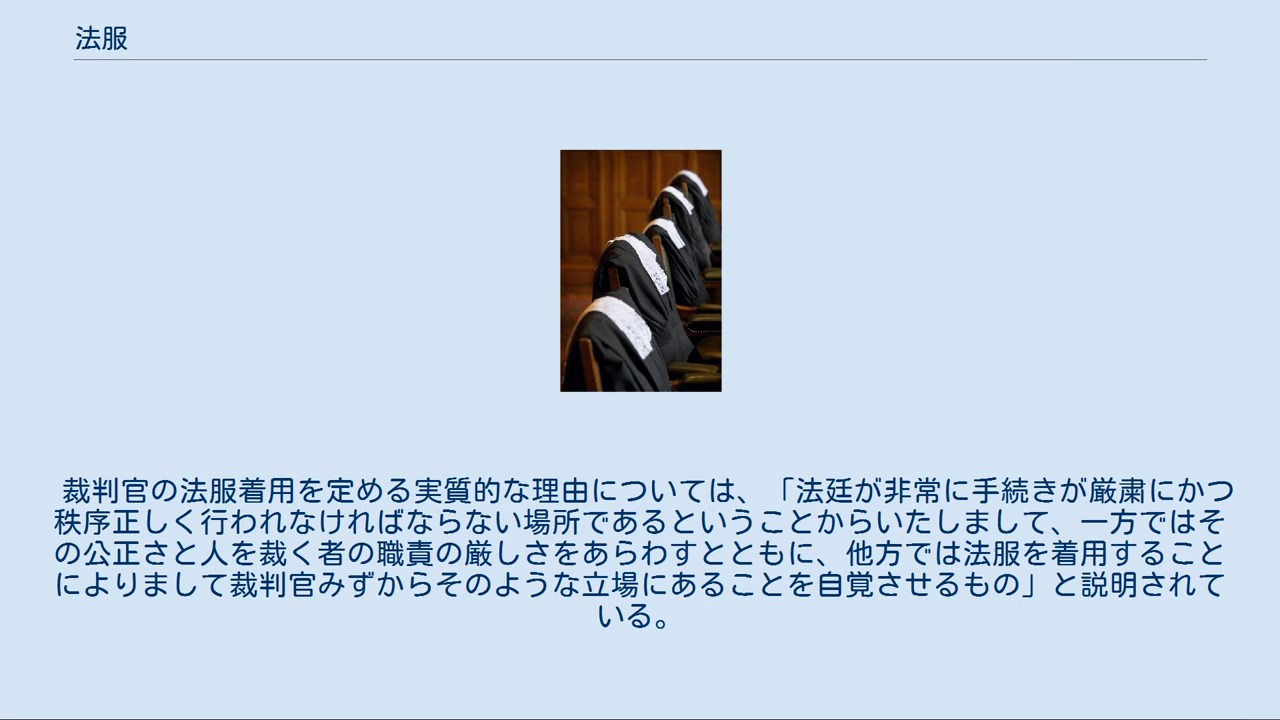 法服
裁判官の法服着用を定める実質的な理由については、「法廷が非常に手続きが厳粛にかつ
秩序正しく行われなければならない場所であるということからいたしまして、一方ではそ
の公正さと人を裁く者の職責の厳しさをあらわすとともに、他方では法服を着用すること
によりまして裁判官みずからそのような立場にあることを自覚させるもの」と説明されて
いる。